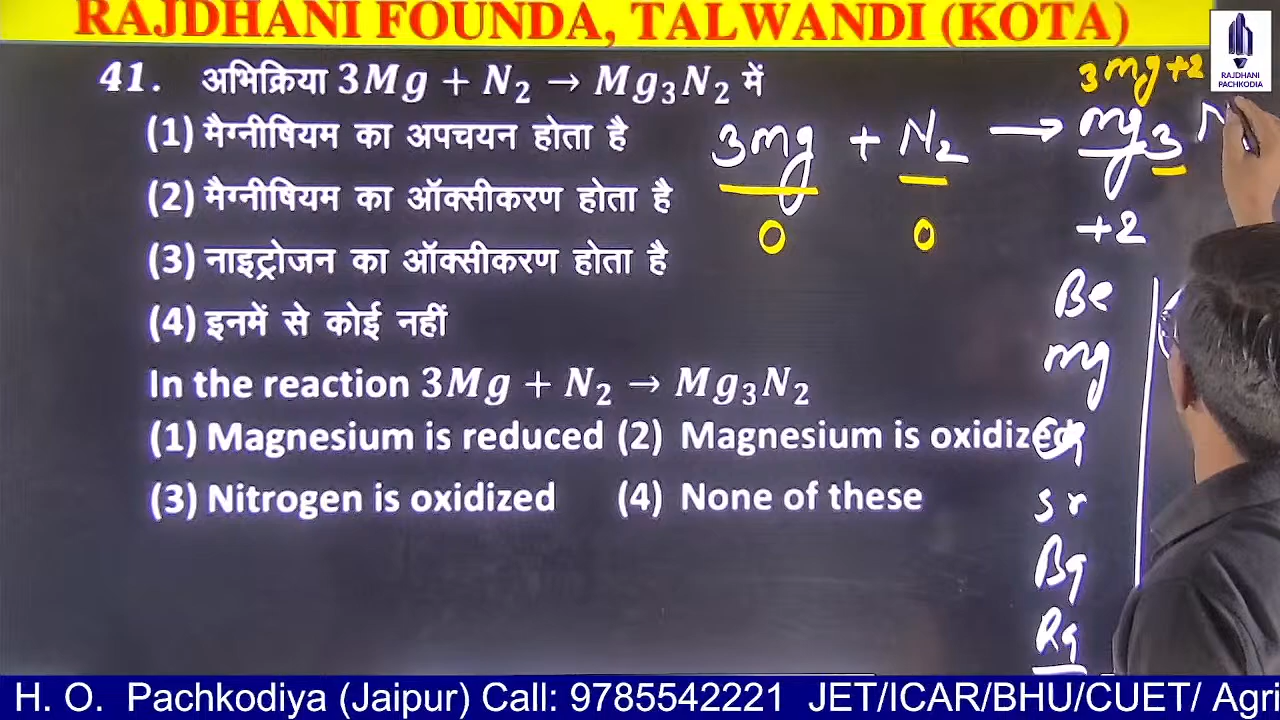 RAJDHANI FOUNDA, TALWANDI (KOTA)
RAJDHANI
PACHKODIA
41. अभिक्रिया 3Mg + N₂ → Mg₃N₂ में
(1) मैग्नीषियम का अपचयन होता है
(2) मैग्नीषियम का ऑक्सीकरण होता है
(3) नाइट्रोजन का ऑक्सीकरण होता है
(4) इनमें से कोई नहीं
In the reaction 3Mg + N₂ → Mg₃N₂
(1) Magnesium is reduced (2) Magnesium is oxidized
(3) Nitrogen is oxidized (4) None of these
3mg+2
3mg + N₂ → mg₃ N
0 0 +2
Be
mg
Ca
Sr
Ba
Ra
H. O. Pachkodiya (Jaipur) Call: 9785542221 JET/ICAR/BHU/CUET/ Agri